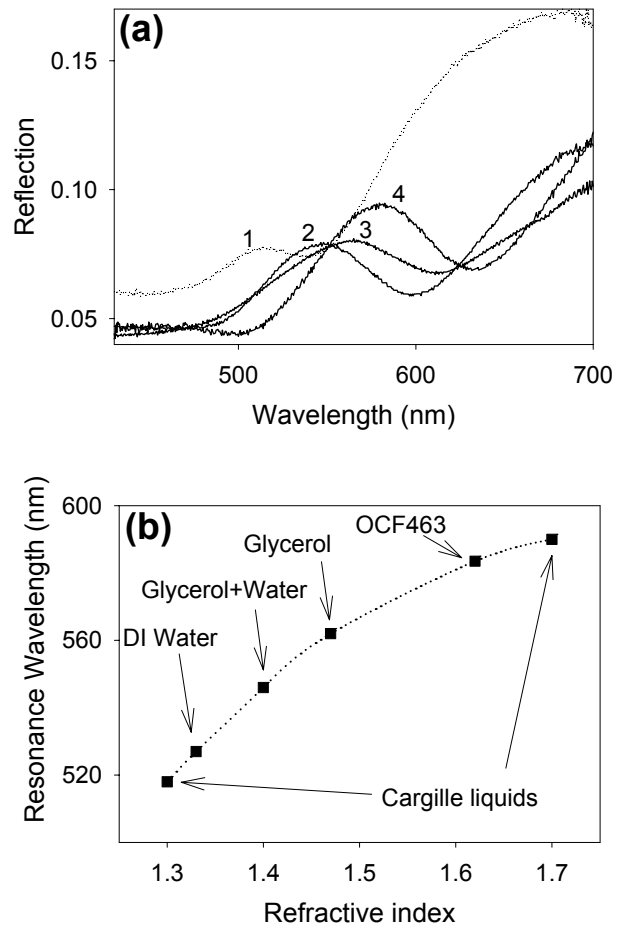 (a)
Reflection
0.15
0.10
0.05
1
2
3
4
500
600
700
Wavelength (nm)
(b)
Resonance Wavelength (nm)
600
560
520
OCF463
Glycerol
Glycerol+Water
DI Water
Cargille liquids
1.3
1.4
1.5
1.6
1.7
Refractive index